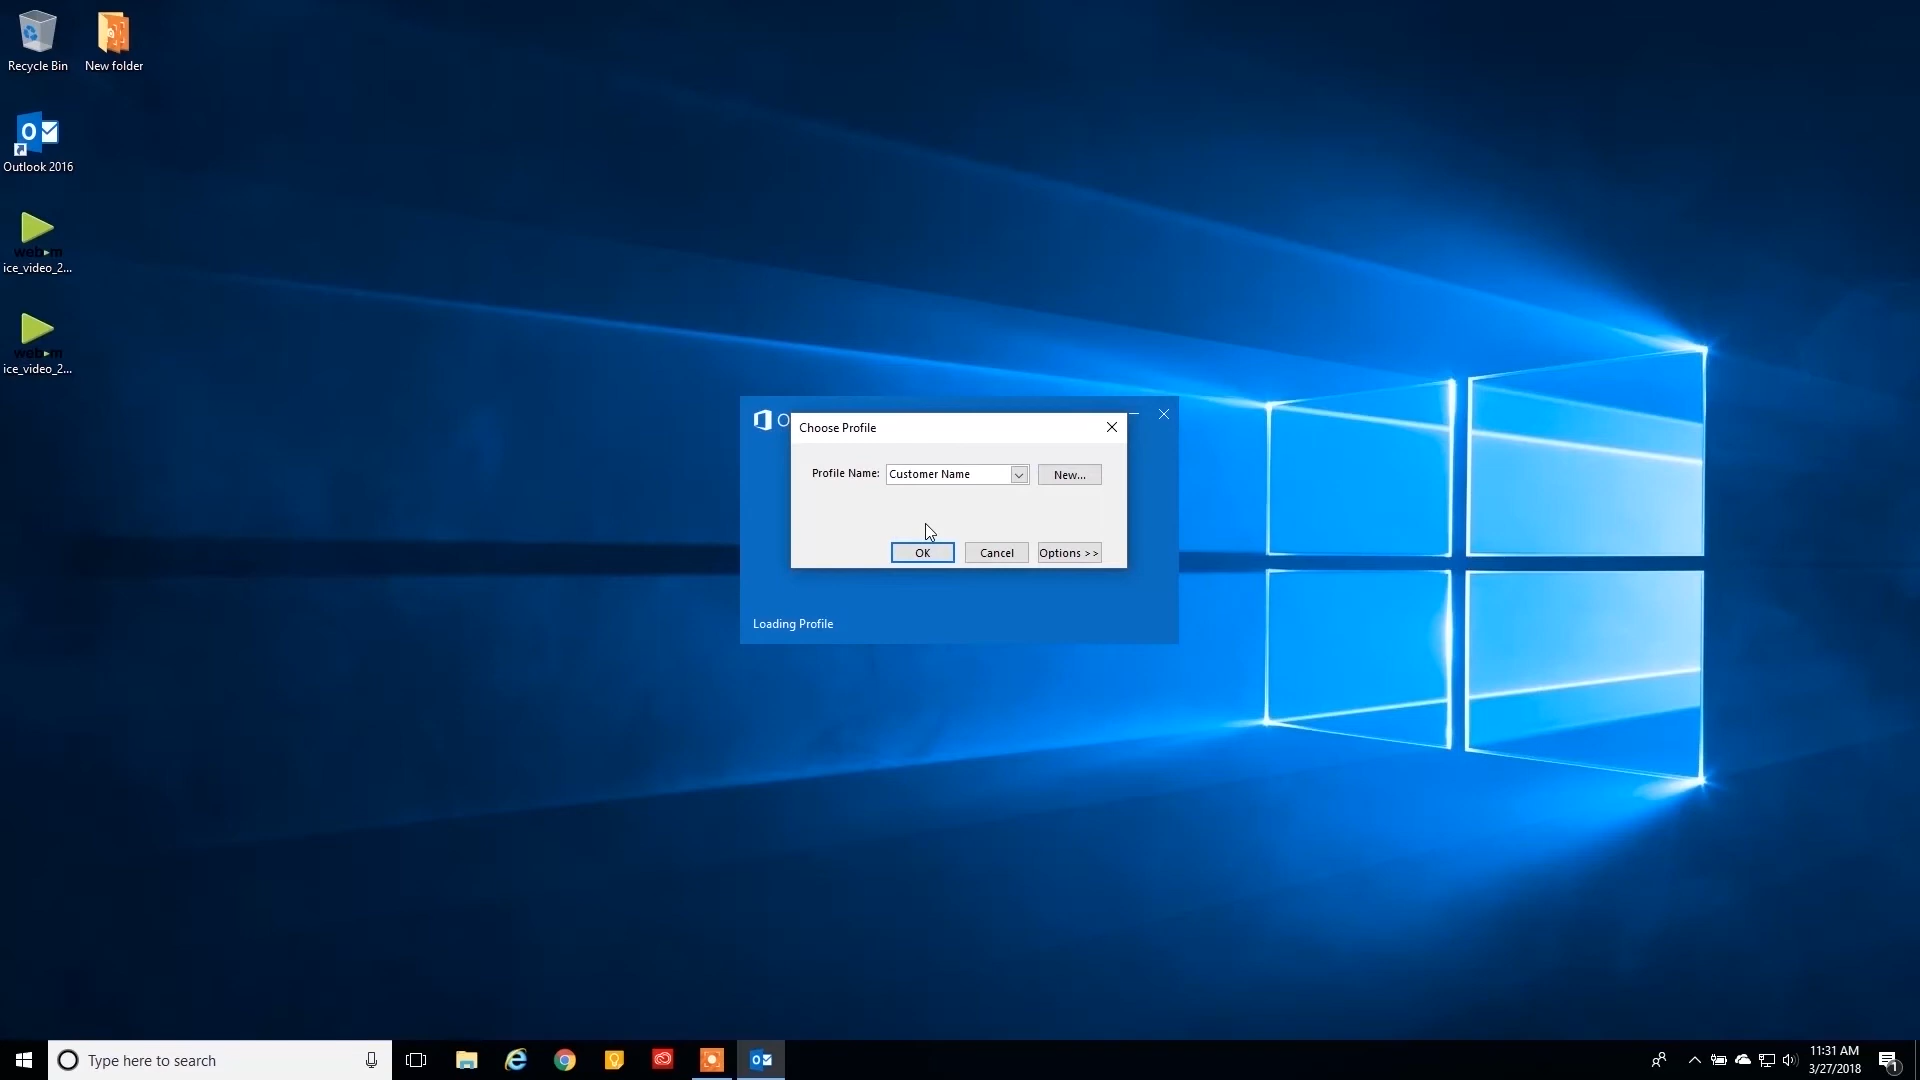 Recycle Bin
New folder
Outlook 2016
ice_video_2...
ice_video_2...
O
Choose Profile
Profile Name: Customer Name New...
OK Cancel Options >>
Loading Profile
Type here to search
11:31 AM
3/27/2018
1